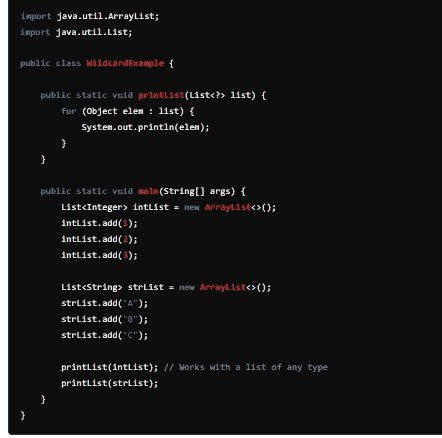 import java.util.ArrayList;
import java.util.List;
public class WildcardExample {
public static void printList(List<?> list) {
for (Object elem : list) {
System.out.println(elem);
}
}
public static void main(String[] args) {
List<Integer> intList = new ArrayList<>();
intList.add(1);
intList.add(2);
intList.add(3);
List<String> strList = new ArrayList<>();
strList.add("A");
strList.add("B");
strList.add("C");
printList(intList); // Works with a list of any type
printList(strList);
}
}